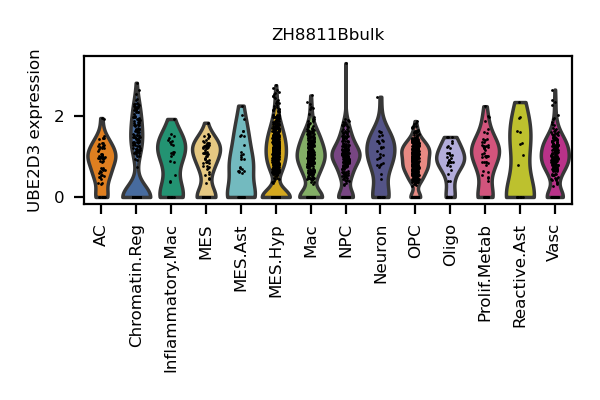 ZH8811Bbulk
UBE2D3 expression
2
0
AC
Chromatin.Reg
Inflammatory.Mac
MES
MES.Ast
MES.Hyp
Mac
NPC
Neuron
OPC
Oligo
Prolif.Metab
Reactive.Ast
Vasc